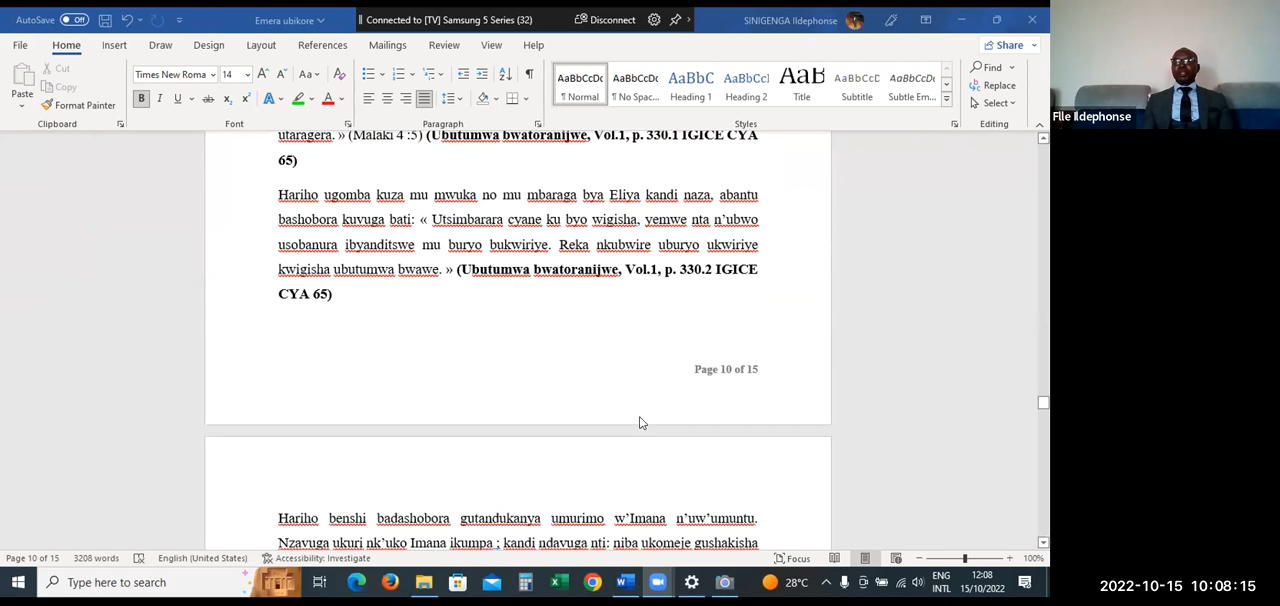 AutoSave Off
Emera ubikore
Connected to [TV] Samsung 5 Series (32)
Disconnect
SINIGENGA Ildephonse
File Home Insert Draw Design Layout References Mailings Review View Help
Share
Paste
Cut
Copy
Format Painter
Clipboard
Times New Roma 14
Font
Paragraph
AaBbCcDc AaBbCcDc AaBbC AaBbCcl AaB AaBbCcD AaBbCcD
¶ Normal ¶ No Spac... Heading 1 Heading 2 Title Subtitle Subtle Em...
Styles
Find
Replace
Select
Editing
utaragera. » (Malaki 4 :5) (Ubutumwa bwatoranijwe, Vol.1, p. 330.1 IGICE CYA
65)
Hariho ugomba kuza mu mwuka no mu mbaraga bya Eliya kandi naza, abantu
bashobora kuvuga bati: « Utsimbarara cyane ku byo wigisha, yemwe nta n'ubwo
usobanura ibyanditswe mu buryo bukwiriye. Reka nkubwire uburyo ukwiriye
kwigisha ubutumwa bwawe. » (Ubutumwa bwatoranijwe, Vol.1, p. 330.2 IGICE
CYA 65)
Page 10 of 15
Hariho benshi badashobora gutandukanya umurimo w'Imana n'uw'umuntu.
Nzavuga ukuri nk'uko Imana ikumpa ; kandi ndavuga nti: niba ukomeje gushakisha
Page 10 of 15 3208 words English (United States) Accessibility: Investigate
Focus
100%
Type here to search
28°C
ENG
INTL
12:08
15/10/2022
FIle Ildephonse
2022-10-15 10:08:15